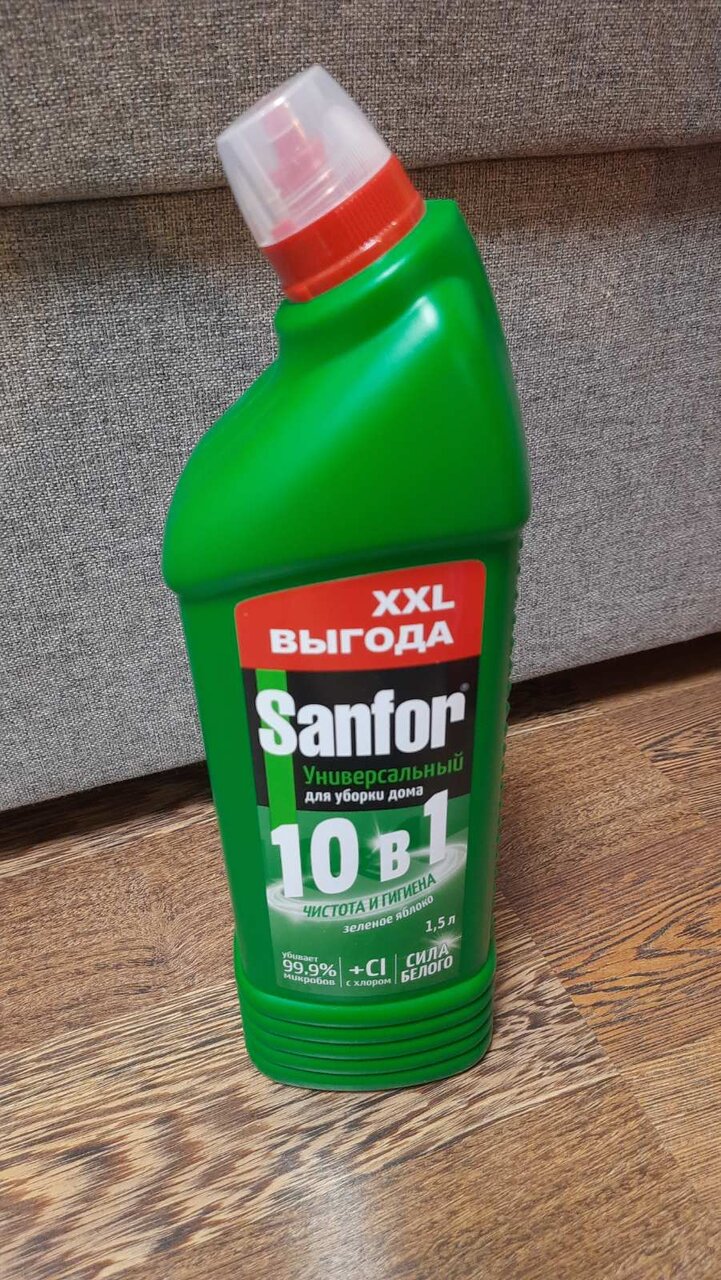 XXL
ВЫГОДА
Sanfor®
Универсальный
для уборки дома
10 в 1
ЧИСТОТА И ГИГИЕНА
зеленое яблоко
1,5 л
убивает
99,9%
микробов
+Cl
с хлором
СИЛА
БЕЛОГО